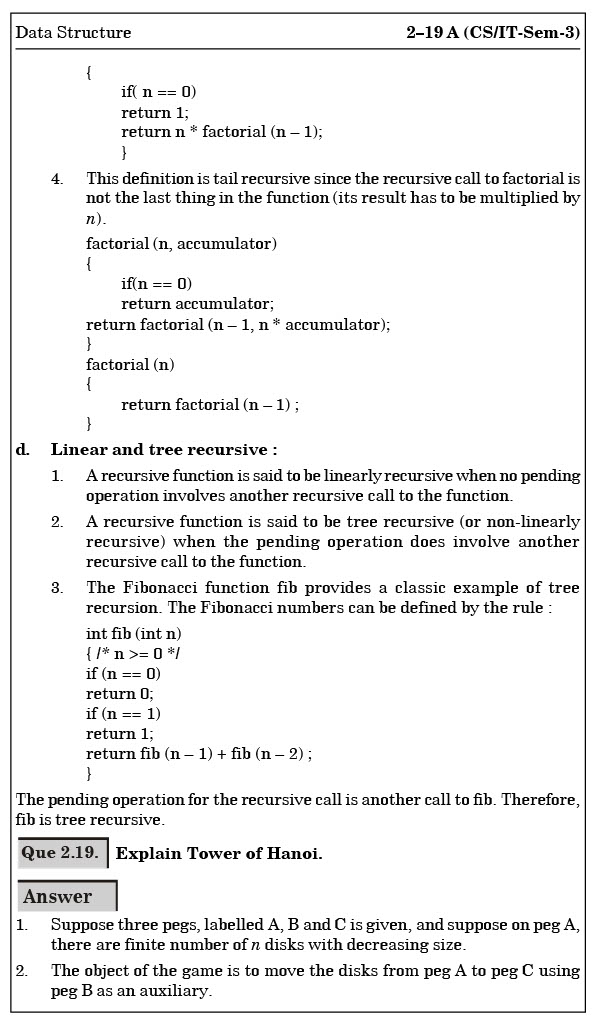 Data Structure 2–19 A (CS/IT-Sem-3)
{
if( n == 0)
return 1;
return n * factorial (n – 1);
}
4. This definition is tail recursive since the recursive call to factorial is
not the last thing in the function (its result has to be multiplied by
n).
factorial (n, accumulator)
{
if(n == 0)
return accumulator;
return factorial (n – 1, n * accumulator);
}
factorial (n)
{
return factorial (n – 1) ;
}
d. Linear and tree recursive :
1. A recursive function is said to be linearly recursive when no pending
operation involves another recursive call to the function.
2. A recursive function is said to be tree recursive (or non-linearly
recursive) when the pending operation does involve another
recursive call to the function.
3. The Fibonacci function fib provides a classic example of tree
recursion. The Fibonacci numbers can be defined by the rule :
int fib (int n)
{ /* n >= 0 */
if (n == 0)
return 0;
if (n == 1)
return 1;
return fib (n – 1) + fib (n – 2) ;
}
The pending operation for the recursive call is another call to fib. Therefore,
fib is tree recursive.
Que 2.19. Explain Tower of Hanoi.
Answer
1. Suppose three pegs, labelled A, B and C is given, and suppose on peg A,
there are finite number of n disks with decreasing size.
2. The object of the game is to move the disks from peg A to peg C using
peg B as an auxiliary.